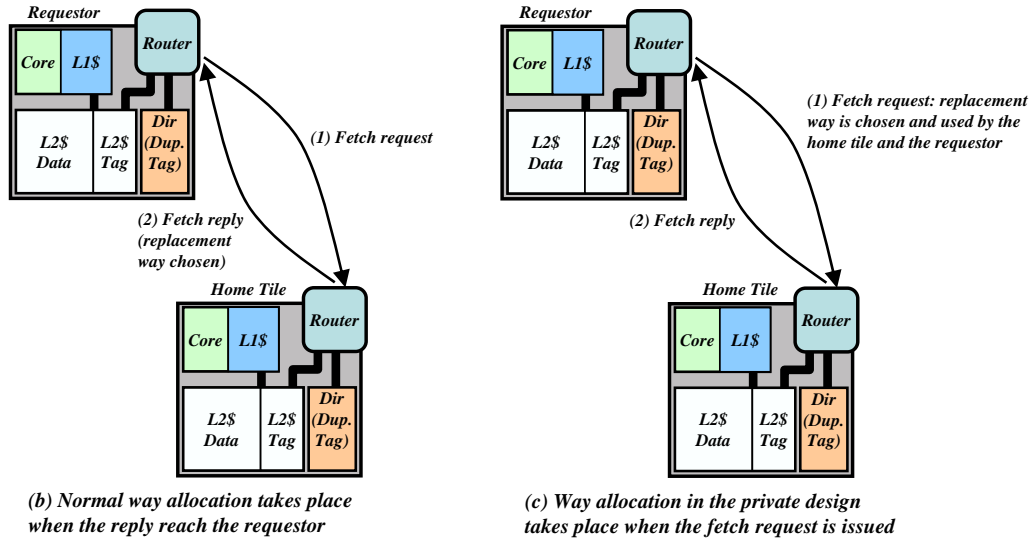 Requestor
Router
Core
L1$
L2$
Data
L2$
Tag
Dir
(Dup.
Tag)
(1) Fetch request
(2) Fetch reply
(replacement
way chosen)
Home Tile
Router
Core
L1$
L2$
Data
L2$
Tag
Dir
(Dup.
Tag)
(b) Normal way allocation takes place
when the reply reach the requestor
Requestor
Router
Core
L1$
L2$
Data
L2$
Tag
Dir
(Dup.
Tag)
(1) Fetch request: replacement
way is chosen and used by the
home tile and the requestor
(2) Fetch reply
Home Tile
Router
Core
L1$
L2$
Data
L2$
Tag
Dir
(Dup.
Tag)
(c) Way allocation in the private design
takes place when the fetch request is issued